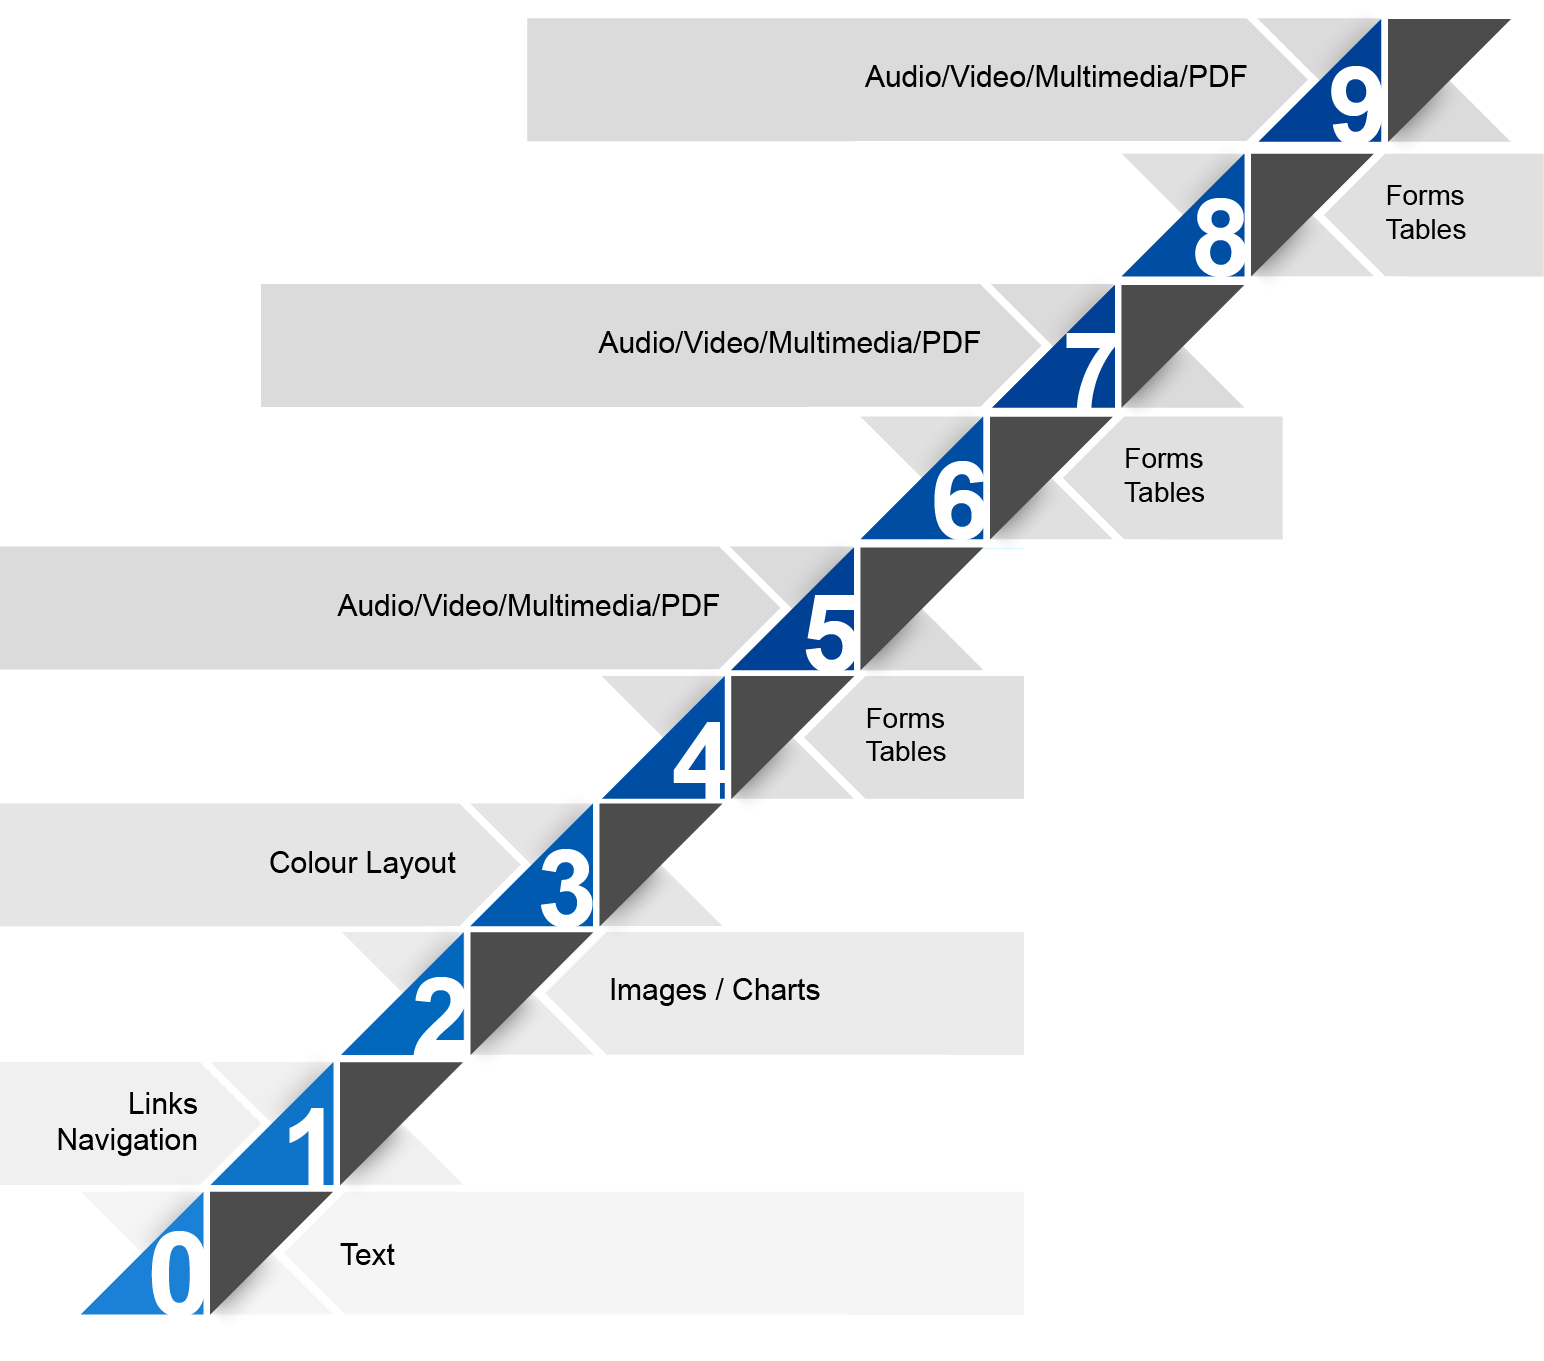 Audio/Video/Multimedia/PDF
9
8
Forms
Tables
Audio/Video/Multimedia/PDF
7
6
Forms
Tables
Audio/Video/Multimedia/PDF
5
4
Forms
Tables
Colour Layout
3
2
Images / Charts
Links
Navigation
1
0
Text